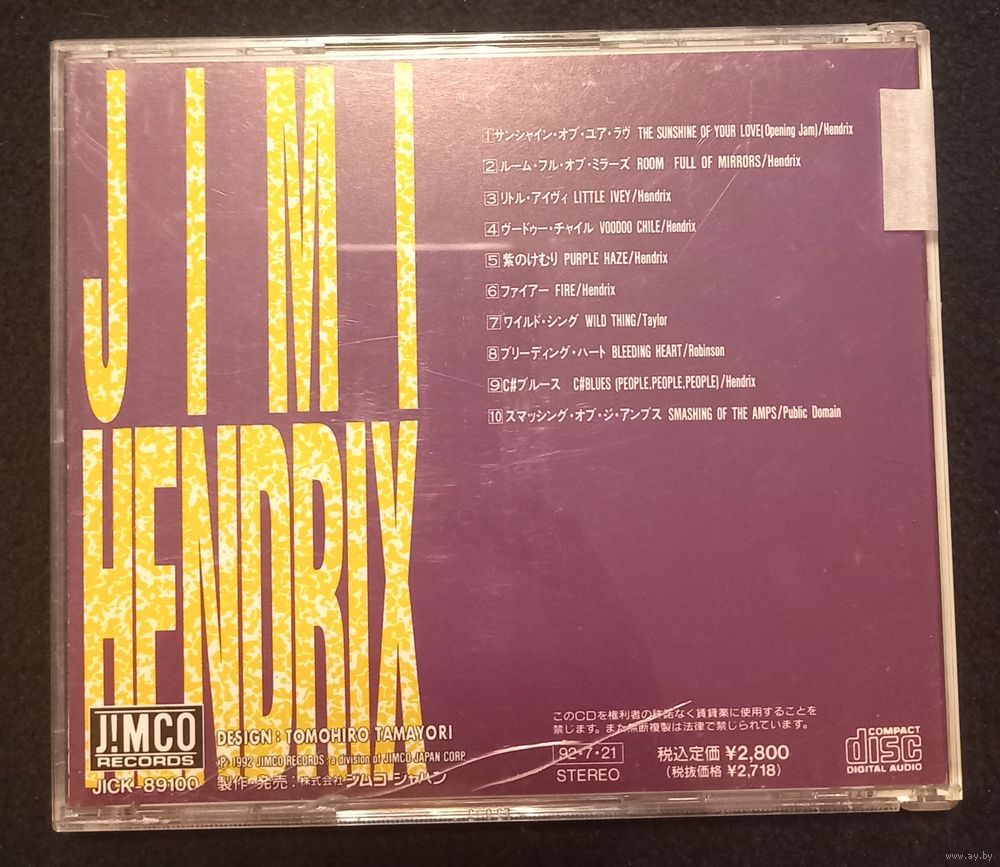 JIMI
HENDRIX
1 サンシャイン・オブ・ユア・ラヴ THE SUNSHINE OF YOUR LOVE(Opening Jam)/Hendrix
2 ルーム・フル・オブ・ミラーズ ROOM FULL OF MIRRORS/Hendrix
3 リトル・アイヴィ LITTLE IVEY/Hendrix
4 ヴードゥー・チャイル VOODOO CHILE/Hendrix
5 紫のけむり PURPLE HAZE/Hendrix
6 ファイアー FIRE/Hendrix
7 ワイルド・シング WILD THING/Taylor
8 ブリーディング・ハート BLEEDING HEART/Robinson
9 C#ブルース C#BLUES (PEOPLE,PEOPLE,PEOPLE)/Hendrix
10 スマッシング・オブ・ジ・アンプス SMASHING OF THE AMPS/Public Domain
J!MCO
RECORDS
JICK-89100
DESIGN : TOMOHIRO TAMAYORI
℗ 1992 JIMCO RECORDS: a division of JIMCO JAPAN CORP.
製作・発売：株式会社ジムコ・ジャパン
このCDを権利者の許諾なく賃貸業に使用することを
禁じます。また無断複製は法律で禁じられています。
92・7・21
STEREO
税込定価 ¥2,800
(税抜価格 ¥2,718)
COMPACT
disc
DIGITAL AUDIO
www.ay.by